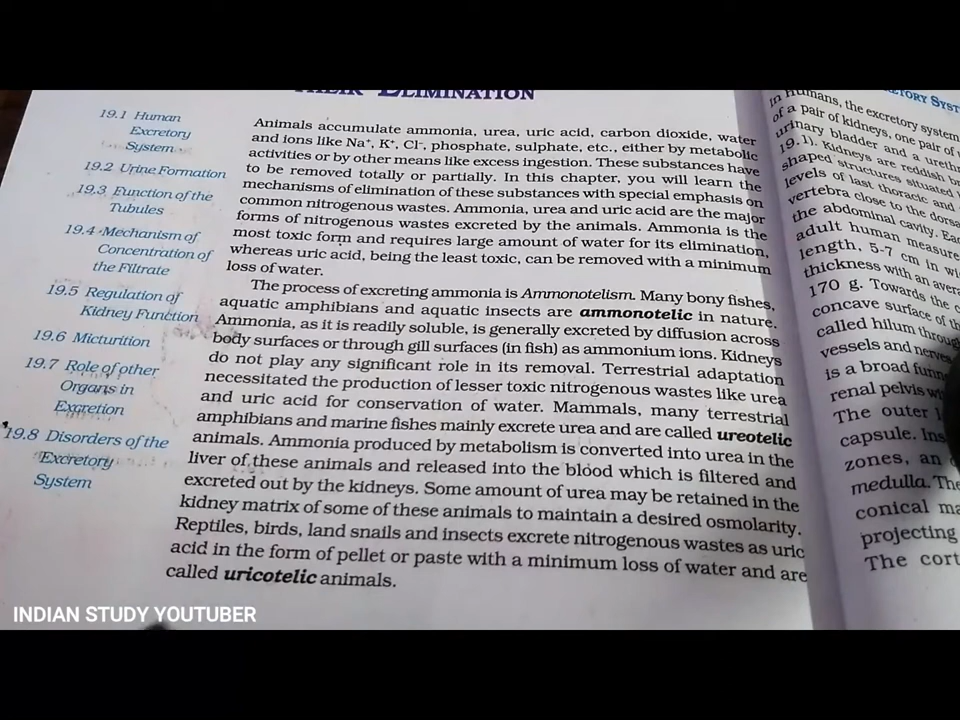 THEIR ELIMINATION
19.1 Human
Excretory
System
19.2 Urine Formation
19.3 Function of the
Tubules
19.4 Mechanism of
Concentration of
the Filtrate
19.5 Regulation of
Kidney Function
19.6 Micturition
19.7 Role of other
Organs in
Excretion
19.8 Disorders of the
Excretory
System
Animals accumulate ammonia, urea, uric acid, carbon dioxide, water
and ions like Na⁺, K⁺, Cl⁻, phosphate, sulphate, etc., either by metabolic
activities or by other means like excess ingestion. These substances have
to be removed totally or partially. In this chapter, you will learn the
mechanisms of elimination of these substances with special emphasis on
common nitrogenous wastes. Ammonia, urea and uric acid are the major
forms of nitrogenous wastes excreted by the animals. Ammonia is the
most toxic form and requires large amount of water for its elimination,
whereas uric acid, being the least toxic, can be removed with a minimum
loss of water.
The process of excreting ammonia is Ammonotelism. Many bony fishes,
aquatic amphibians and aquatic insects are ammonotelic in nature.
Ammonia, as it is readily soluble, is generally excreted by diffusion across
body surfaces or through gill surfaces (in fish) as ammonium ions. Kidneys
do not play any significant role in its removal. Terrestrial adaptation
necessitated the production of lesser toxic nitrogenous wastes like urea
and uric acid for conservation of water. Mammals, many terrestrial
amphibians and marine fishes mainly excrete urea and are called ureotelic
animals. Ammonia produced by metabolism is converted into urea in the
liver of these animals and released into the blood which is filtered and
excreted out by the kidneys. Some amount of urea may be retained in the
kidney matrix of some of these animals to maintain a desired osmolarity.
Reptiles, birds, land snails and insects excrete nitrogenous wastes as uric
acid in the form of pellet or paste with a minimum loss of water and are
called uricotelic animals.
In humans, the excretory system
of a pair of kidneys, one pair of
urinary bladder and a
19.1). Kidneys are reddish
shaped structures situated
levels of last thoracic and
vertebra close to the
the abdominal cavity.
adult human
length, 5-7 cm in
thickness with an
170 g. Towards the
concave surface of
called hilum
vessels and
is a broad
renal pelvis
The outer
capsule.
zones, an
medulla.
conical
projecting
The
INDIAN STUDY YOUTUBER